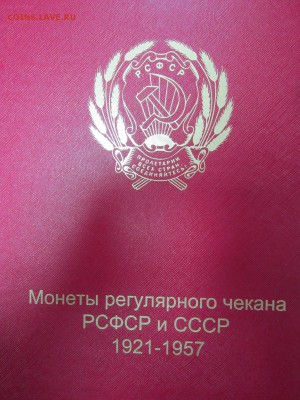 COINS.LAVE.RU
РСФСР
ПРОЛЕТАРИИ
ВСЕХ СТРАН
СОЕДИНЯЙТЕСЬ!
Монеты регулярного чекана
РСФСР и СССР
1921-1957